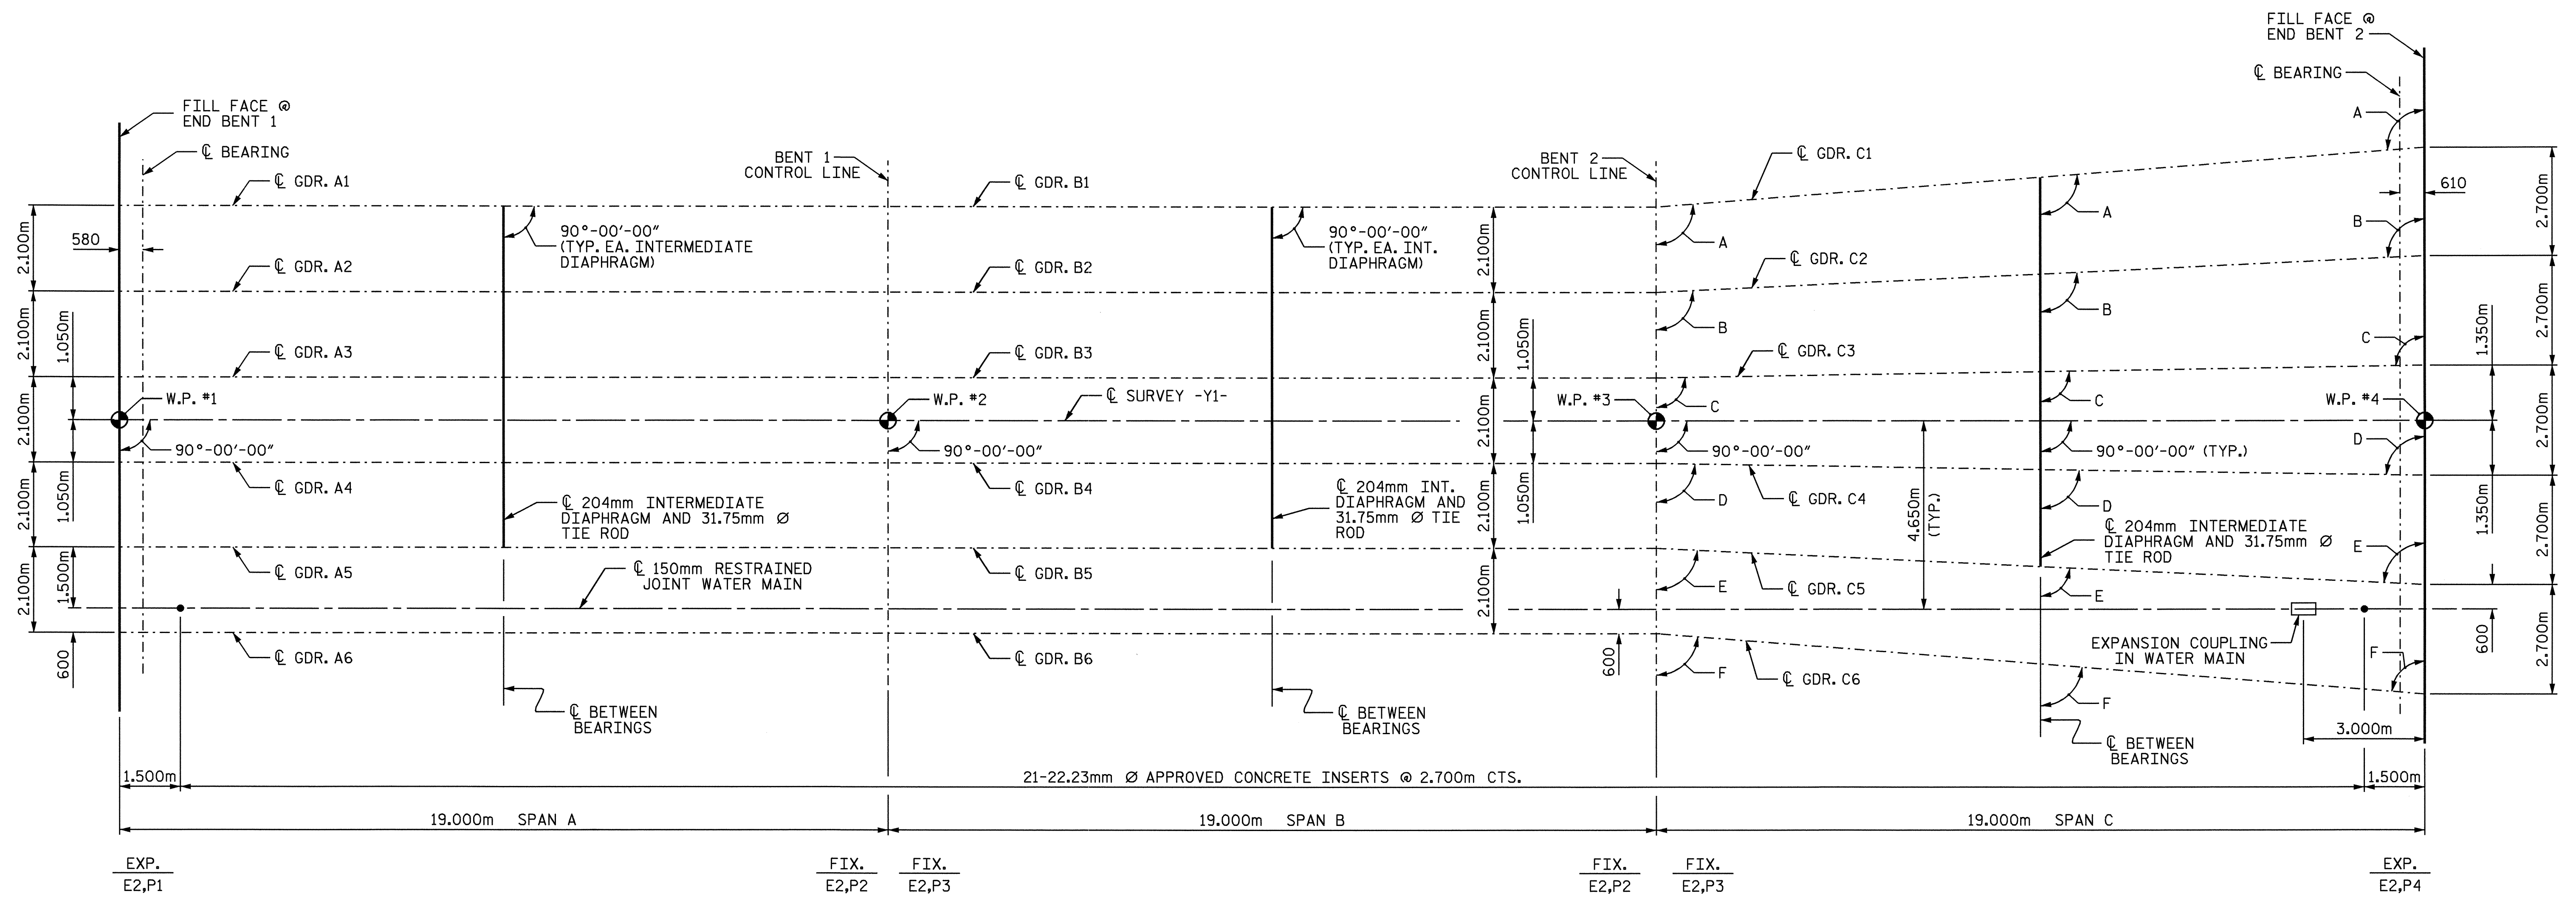 FILL FACE @
END BENT 2
℄ BEARING
FILL FACE @
END BENT 1
℄ BEARING
BENT 1
CONTROL LINE
BENT 2
CONTROL LINE
℄ GDR. A1
℄ GDR. B1
℄ GDR. C1
A
610
580
90°-00'-00"
(TYP. EA. INTERMEDIATE
DIAPHRAGM)
90°-00'-00"
(TYP. EA. INT.
DIAPHRAGM)
A
A
B
2.100m
2.100m
2.700m
℄ GDR. A2
℄ GDR. B2
℄ GDR. C2
B
B
C
2.100m
1.050m
2.100m
1.050m
1.350m
2.700m
℄ GDR. A3
℄ GDR. B3
℄ GDR. C3
W.P. #1
W.P. #2
℄ SURVEY -Y1-
W.P. #3
C
C
W.P. #4
90°-00'-00"
90°-00'-00"
90°-00'-00"
90°-00'-00" (TYP.)
D
2.100m
2.100m
2.700m
℄ GDR. A4
℄ GDR. B4
℄ GDR. C4
D
D
1.050m
1.050m
4.650m
(TYP.)
1.350m
℄ 204mm INTERMEDIATE
DIAPHRAGM AND 31.75mm Ø
TIE ROD
℄ 204mm INT.
DIAPHRAGM AND
31.75mm Ø TIE
ROD
℄ 204mm INTERMEDIATE
DIAPHRAGM AND 31.75mm Ø
TIE ROD
E
2.100m
2.100m
2.700m
℄ GDR. A5
℄ 150mm RESTRAINED
JOINT WATER MAIN
℄ GDR. B5
E
℄ GDR. C5
E
2.100m
1.500m
2.100m
2.700m
600
600
600
℄ GDR. A6
℄ GDR. B6
F
℄ GDR. C6
F
EXPANSION COUPLING
IN WATER MAIN
F
℄ BETWEEN
BEARINGS
℄ BETWEEN
BEARINGS
℄ BETWEEN
BEARINGS
3.000m
1.500m
21-22.23mm Ø APPROVED CONCRETE INSERTS @ 2.700m CTS.
1.500m
19.000m SPAN A
19.000m SPAN B
19.000m SPAN C
EXP.
E2,P1
FIX.
E2,P2
FIX.
E2,P3
FIX.
E2,P2
FIX.
E2,P3
EXP.
E2,P4